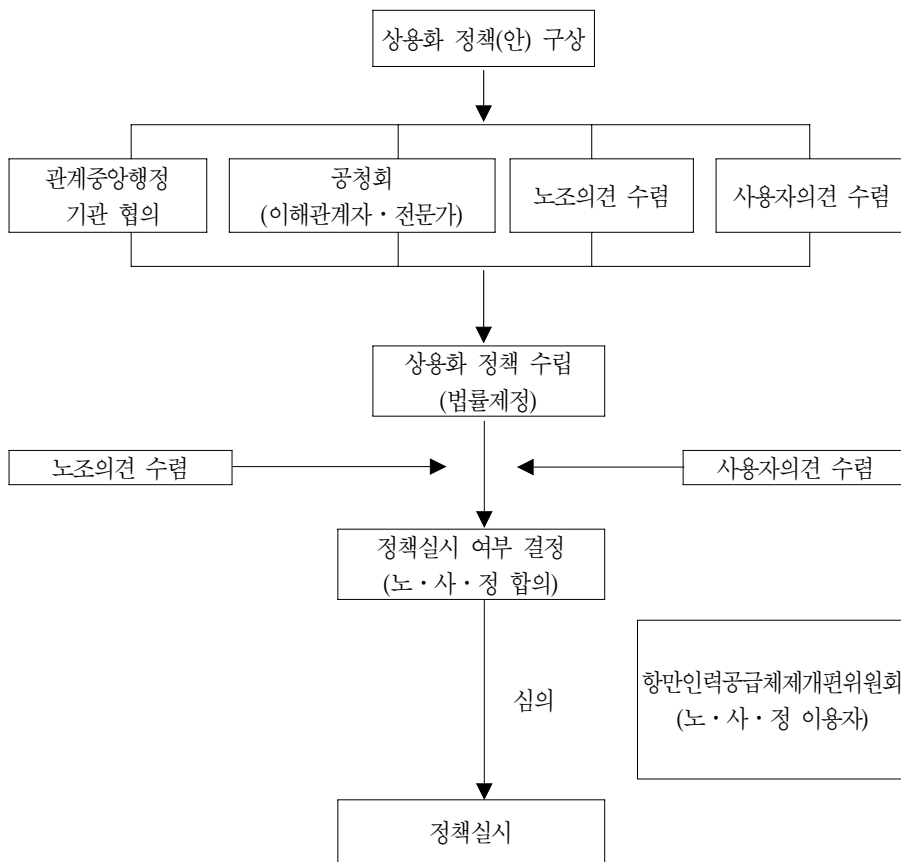 상용화 정책(안) 구상
관계중앙행정
기관 협의
공청회
(이해관계자・전문가)
노조의견 수렴
사용자의견 수렴
상용화 정책 수립
(법률제정)
노조의견 수렴
사용자의견 수렴
정책실시 여부 결정
(노・사・정 합의)
심의
항만인력공급체제개편위원회
(노・사・정 이용자)
정책실시